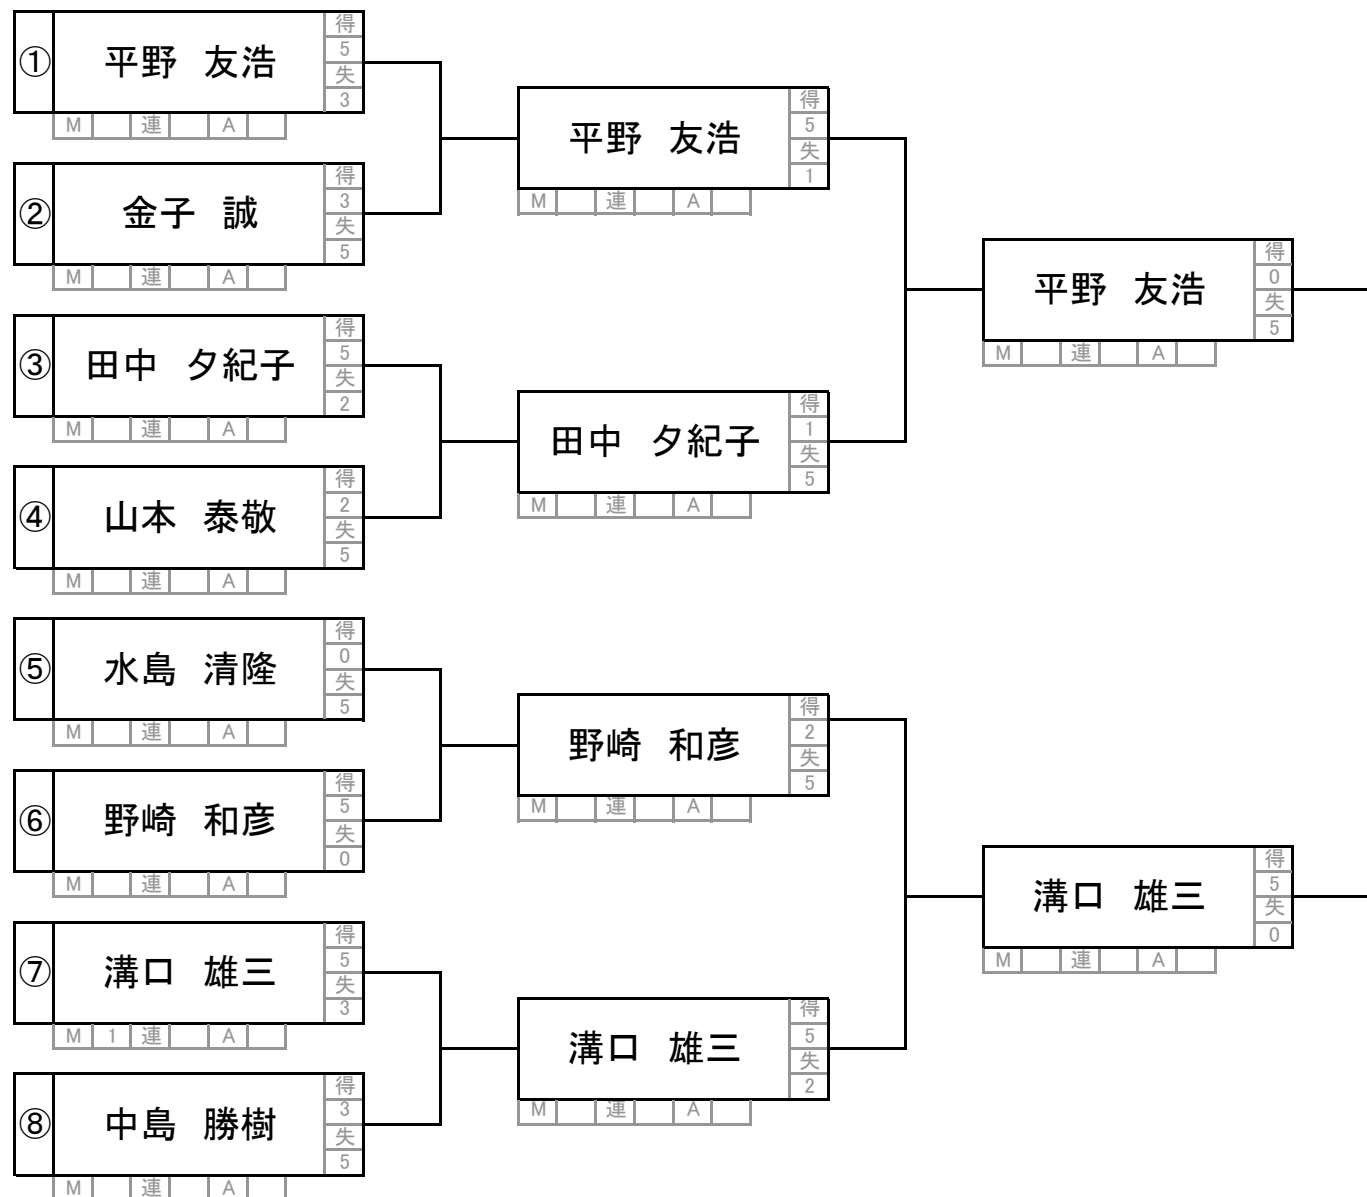 ① 平野 友浩 得 5 失 3
M 連 A
② 金子 誠 得 3 失 5
M 連 A
③ 田中 夕紀子 得 5 失 2
M 連 A
④ 山本 泰敬 得 2 失 5
M 連 A
⑤ 水島 清隆 得 0 失 5
M 連 A
⑥ 野崎 和彦 得 5 失 0
M 連 A
⑦ 溝口 雄三 得 5 失 3
M 1 連 A
⑧ 中島 勝樹 得 3 失 5
M 連 A
平野 友浩 得 5 失 1
M 連 A
田中 夕紀子 得 1 失 5
M 連 A
野崎 和彦 得 2 失 5
M 連 A
溝口 雄三 得 5 失 2
M 連 A
平野 友浩 得 0 失 5
M 連 A
溝口 雄三 得 5 失 0
M 連 A